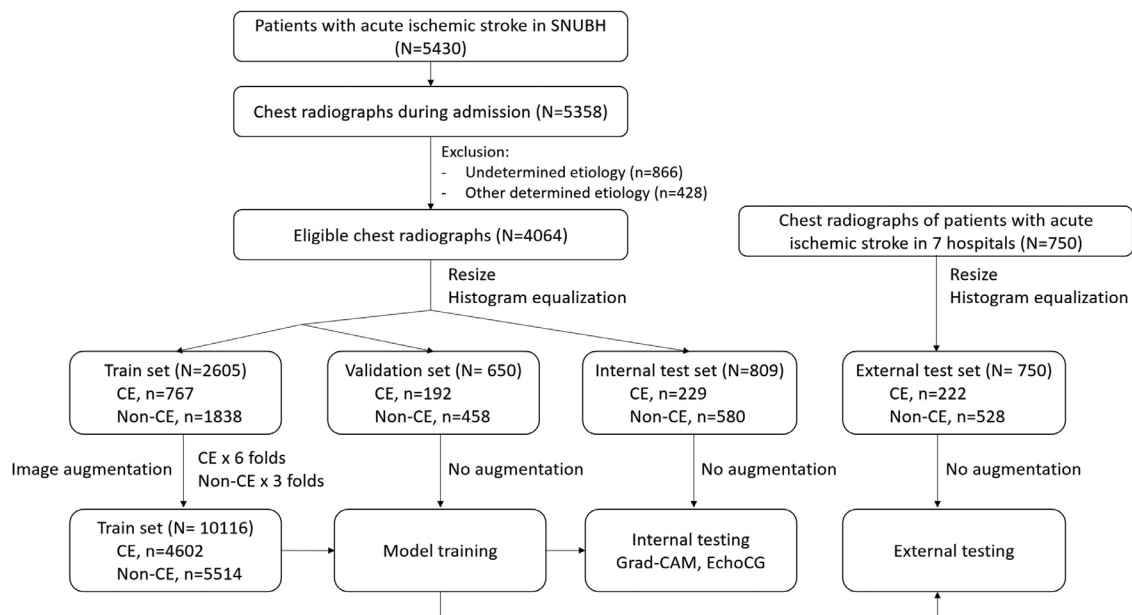 Patients with acute ischemic stroke in SNUBH
(N=5430)
Chest radiographs during admission (N=5358)
Exclusion:
- Undetermined etiology (n=866)
- Other determined etiology (n=428)
Eligible chest radiographs (N=4064)
Chest radiographs of patients with acute
ischemic stroke in 7 hospitals (N=750)
Resize
Histogram equalization
Resize
Histogram equalization
Train set (N=2605)
CE, n=767
Non-CE, n=1838
Validation set (N= 650)
CE, n=192
Non-CE, n=458
Internal test set (N=809)
CE, n=229
Non-CE, n=580
External test set (N= 750)
CE, n=222
Non-CE, n=528
Image augmentation
CE x 6 folds
Non-CE x 3 folds
No augmentation
No augmentation
No augmentation
Train set (N= 10116)
CE, n=4602
Non-CE, n=5514
Model training
Internal testing
Grad-CAM, EchoCG
External testing